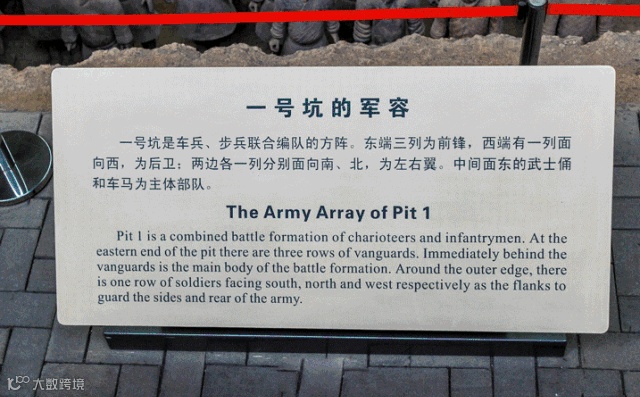 一号坑的军容
一号坑是车兵、步兵联合编队的方阵。东端三列为前锋，西端有一列面
向西，为后卫；两边各一列分别面向南、北，为左右翼。中间面东的武士俑
和车马为主体部队。
The Army Array of Pit 1
Pit 1 is a combined battle formation of charioteers and infantrymen. At the
eastern end of the pit there are three rows of vanguards. Immediately behind the
vanguards is the main body of the battle formation. Around the outer edge, there
is one row of soldiers facing south, north and west respectively as the flanks to
guard the sides and rear of the army.
大数跨境